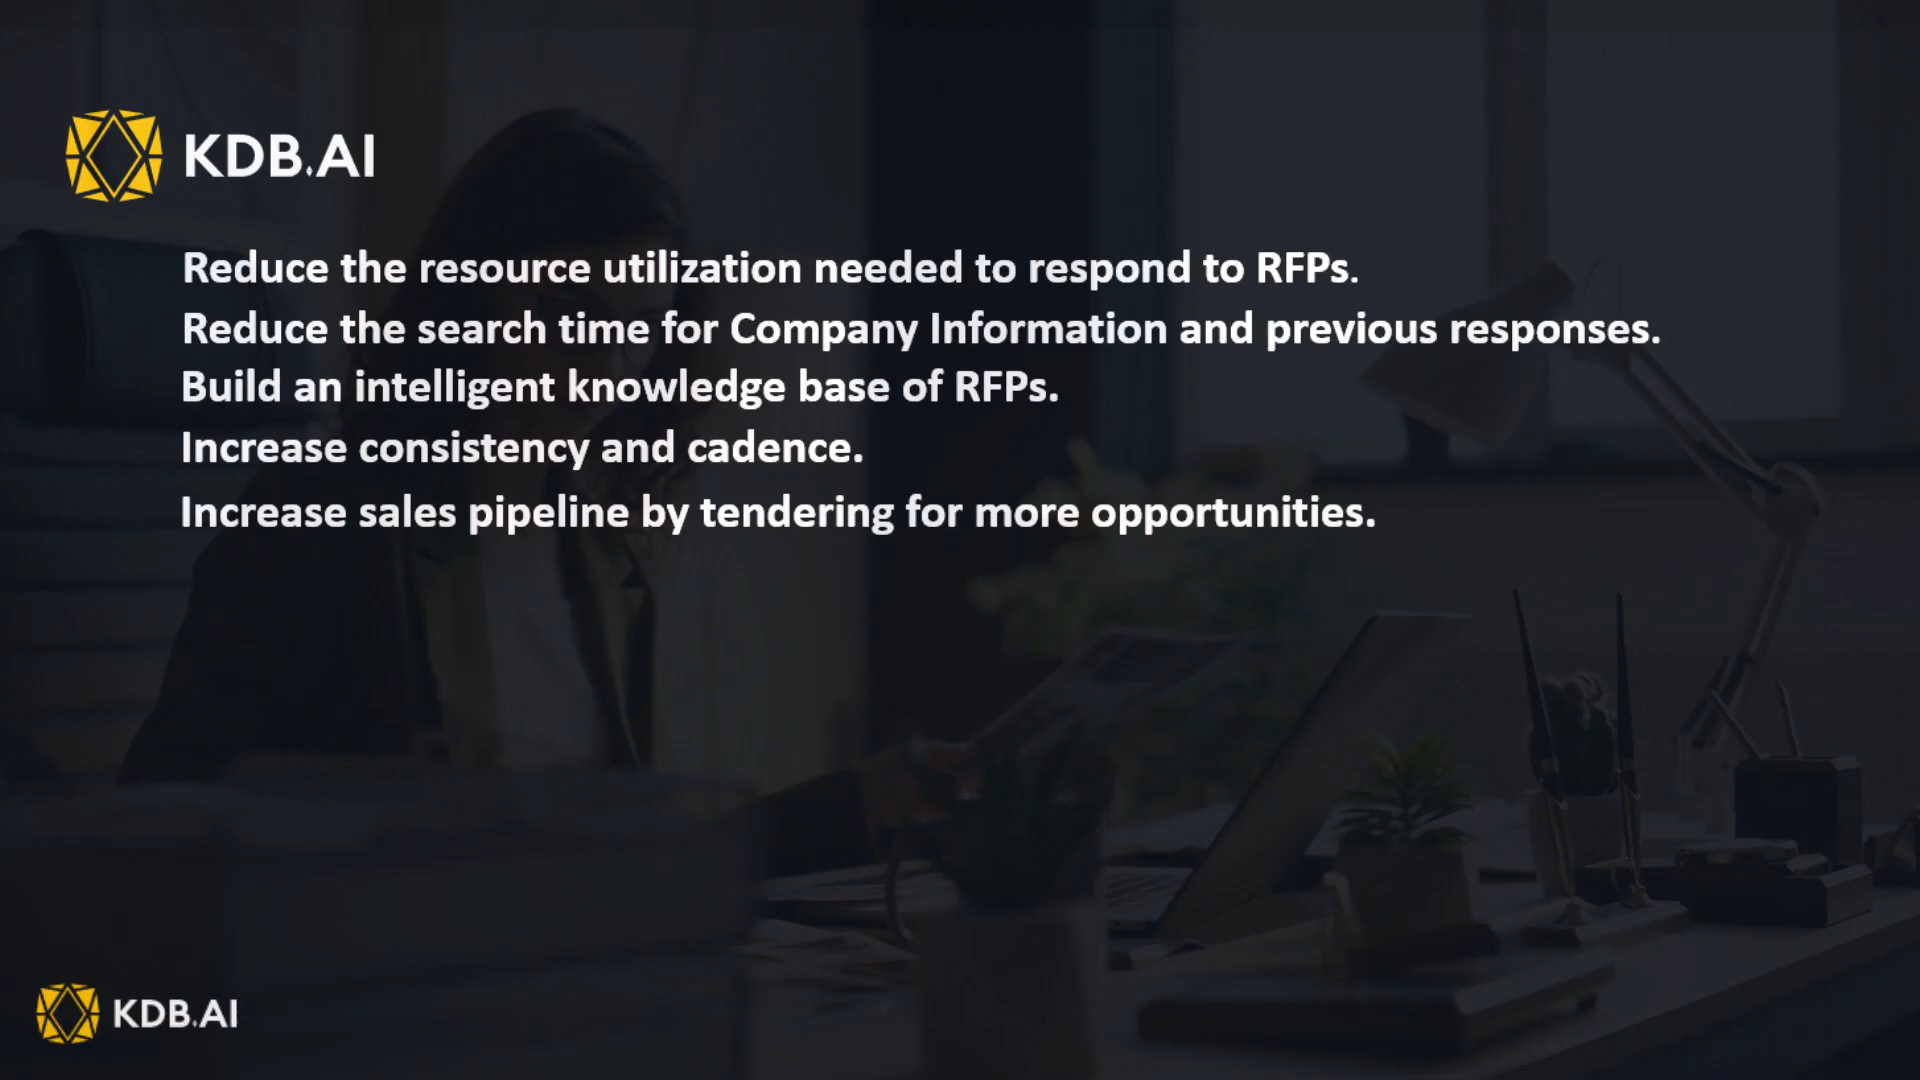 KDB.AI
Reduce the resource utilization needed to respond to RFPs.
Reduce the search time for Company Information and previous responses.
Build an intelligent knowledge base of RFPs.
Increase consistency and cadence.
Increase sales pipeline by tendering for more opportunities.
KDB.AI